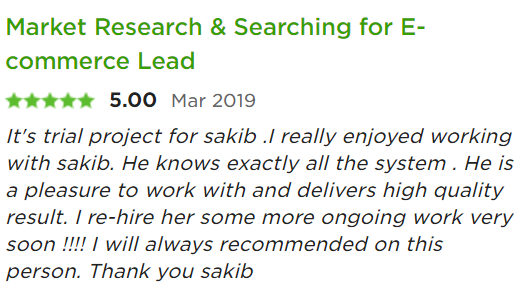 Market Research & Searching for E-
commerce Lead
5.00 Mar 2019
It's trial project for sakib .I really enjoyed working
with sakib. He knows exactly all the system . He is
a pleasure to work with and delivers high quality
result. I re-hire her some more ongoing work very
soon !!!! I will always recommended on this
person. Thank you sakib